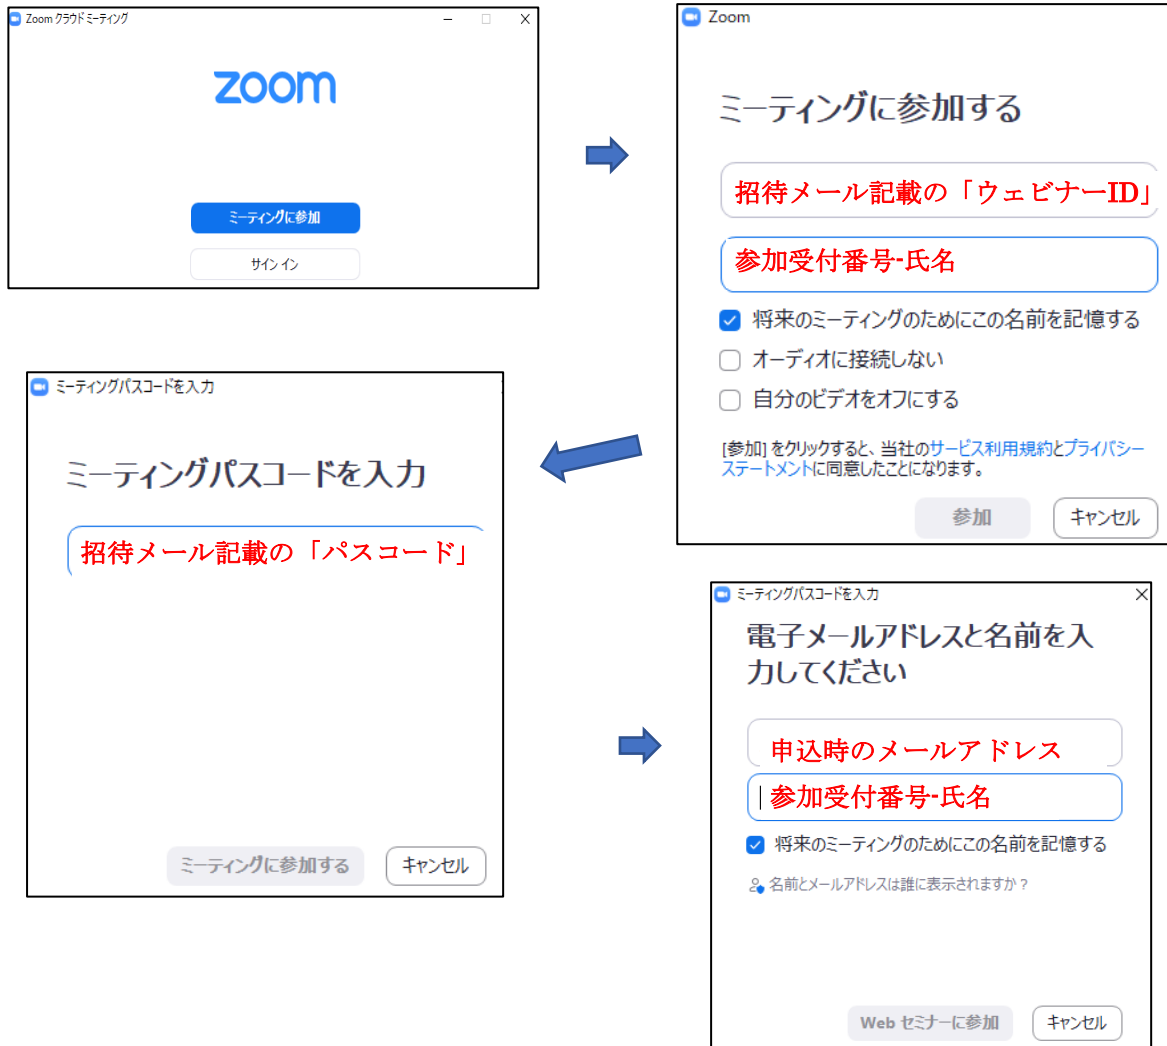 Zoom クラウド ミーティング
zoom
ミーティングに参加
サイン イン
Zoom
ミーティングに参加する
招待メール記載の「ウェビナーID」
参加受付番号-氏名
将来のミーティングのためにこの名前を記憶する
オーディオに接続しない
自分のビデオをオフにする
[参加] をクリックすると、当社のサービス利用規約とプライバシー
ステートメントに同意したことになります。
参加
キャンセル
ミーティングパスコードを入力
ミーティングパスコードを入力
招待メール記載の「パスコード」
ミーティングに参加する
キャンセル
ミーティングパスコードを入力
電子メールアドレスと名前を入
力してください
申込時のメールアドレス
参加受付番号-氏名
将来のミーティングのためにこの名前を記憶する
名前とメールアドレスは誰に表示されますか？
Web セミナーに参加
キャンセル